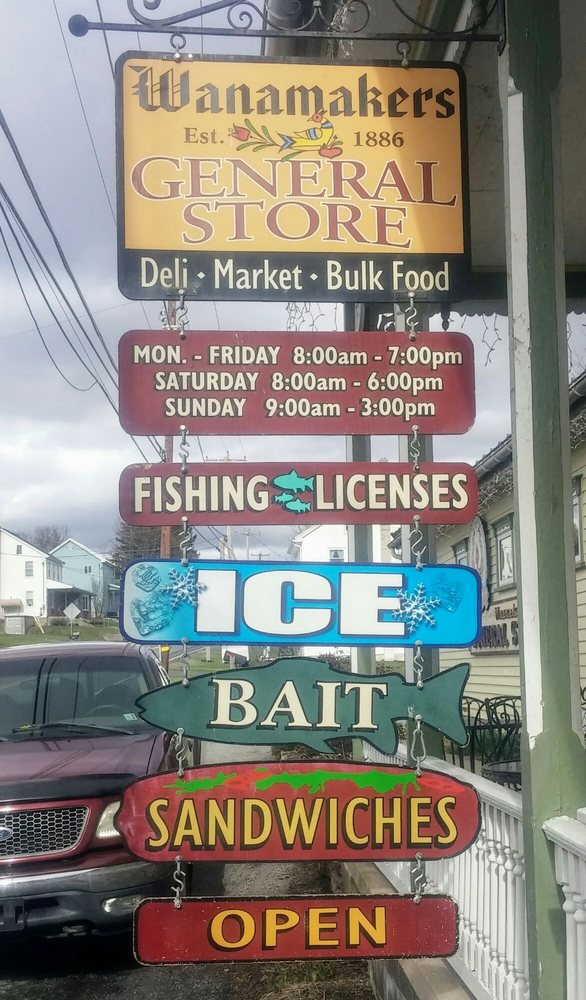 Wanamakers
Est. 1886
GENERAL
STORE
Deli • Market • Bulk Food
MON. - FRIDAY 8:00am - 7:00pm
SATURDAY 8:00am - 6:00pm
SUNDAY 9:00am - 3:00pm
FISHING LICENSES
ICE
BAIT
SANDWICHES
OPEN